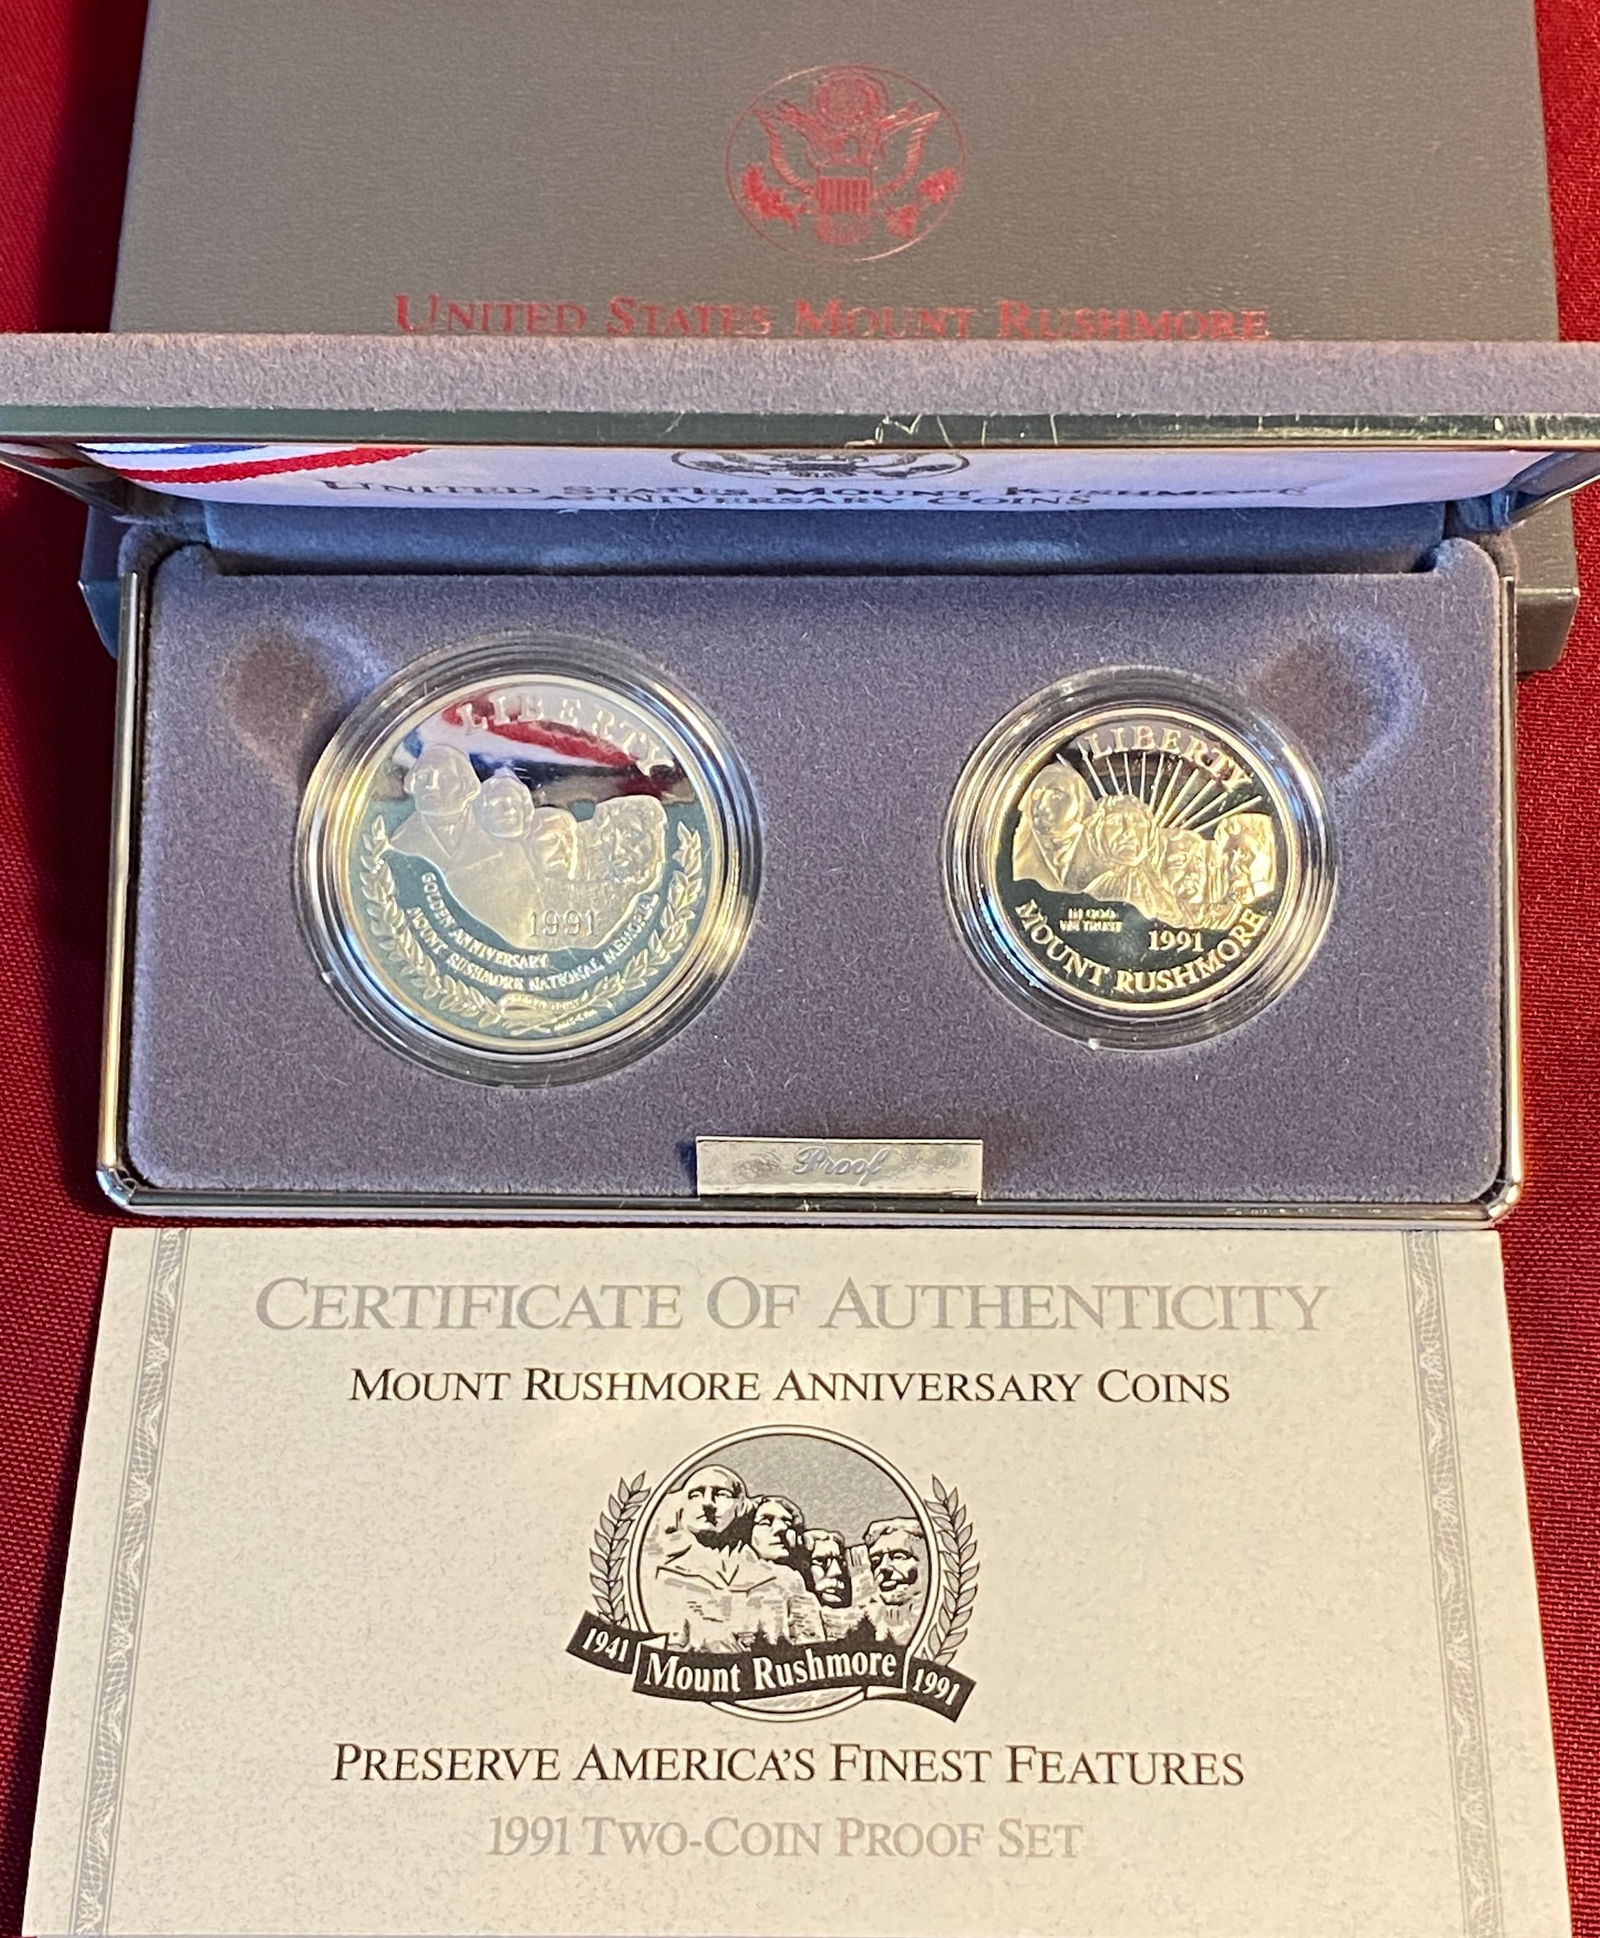 UNITED STATES MOUNT RUSHMORE
UNITED STATES MOUNT RUSHMORE
ANNIVERSARY COINS
LIBERTY
1991
GOLDEN ANNIVERSARY
MOUNT RUSHMORE NATIONAL MEMORIAL
LIBERTY
IN GOD
WE TRUST
1991
MOUNT RUSHMORE
Proof
CERTIFICATE OF AUTHENTICITY
MOUNT RUSHMORE ANNIVERSARY COINS
1941 Mount Rushmore 1991
PRESERVE AMERICA'S FINEST FEATURES
1991 TWO-COIN PROOF SET